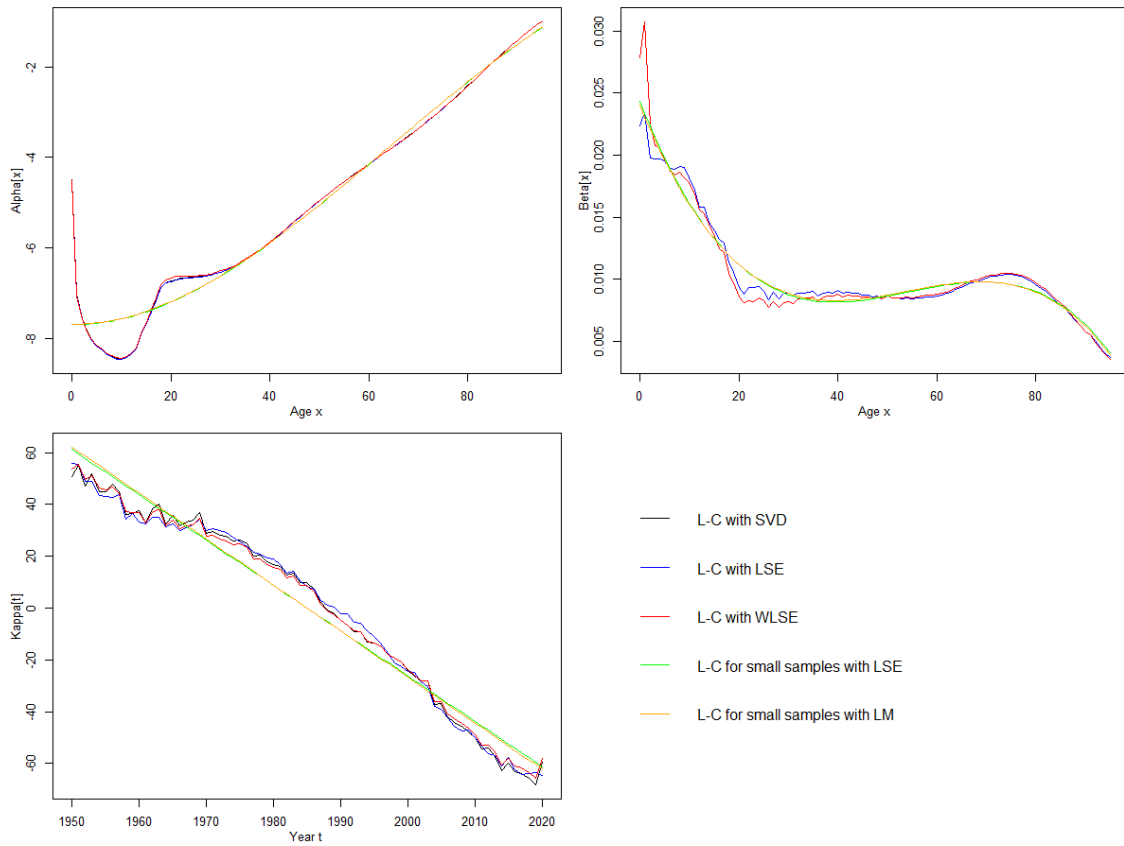 Alpha[x]
-2
-4
-6
-8
0 20 40 60 80
Age x
Beta[x]
0.030
0.025
0.020
0.015
0.010
0.005
0 20 40 60 80
Age x
Kappa[t]
60
40
20
0
-20
-40
-60
1950 1960 1970 1980 1990 2000 2010 2020
Year t
L-C with SVD
L-C with LSE
L-C with WLSE
L-C for small samples with LSE
L-C for small samples with LM